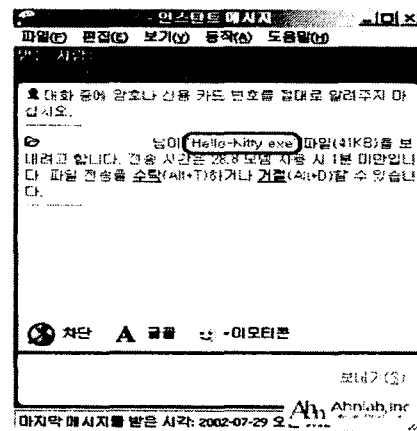 - 인스턴트 메시지
파일(F) 편집(E) 보기(V) 동작(A) 도움말(H)
대화 중에 암호나 신용 카드 번호를 절대로 알려주지 마
십시오.
님이 "Hello-Kitty exe" 파일(41KB)을 보
내려고 합니다. 전송 시간은 28.8 모뎀 사용 시 1분 미만입니
다 파일 전송을 수락(Alt+T)하거나 거절(Alt+D)할 수 있습니
다.
차단 A 글꼴 -이모티콘
보내기(S)
Ahnlab,inc
마지막 메시지를 받은 시각: 2002-07-29 오